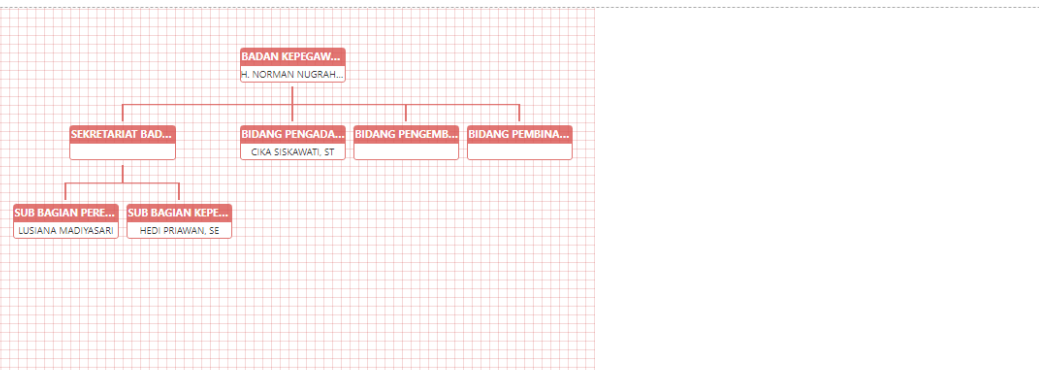 BADAN KEPEGAW...
H. NORMAN NUGRAH...
SEKRETARIAT BAD...
BIDANG PENGADA...
CIKA SISKAWATI, ST
BIDANG PENGEMB...
BIDANG PEMBINA...
SUB BAGIAN PERE...
LUSIANA MADIYASARI
SUB BAGIAN KEPE...
HEDI PRIAWAN, SE